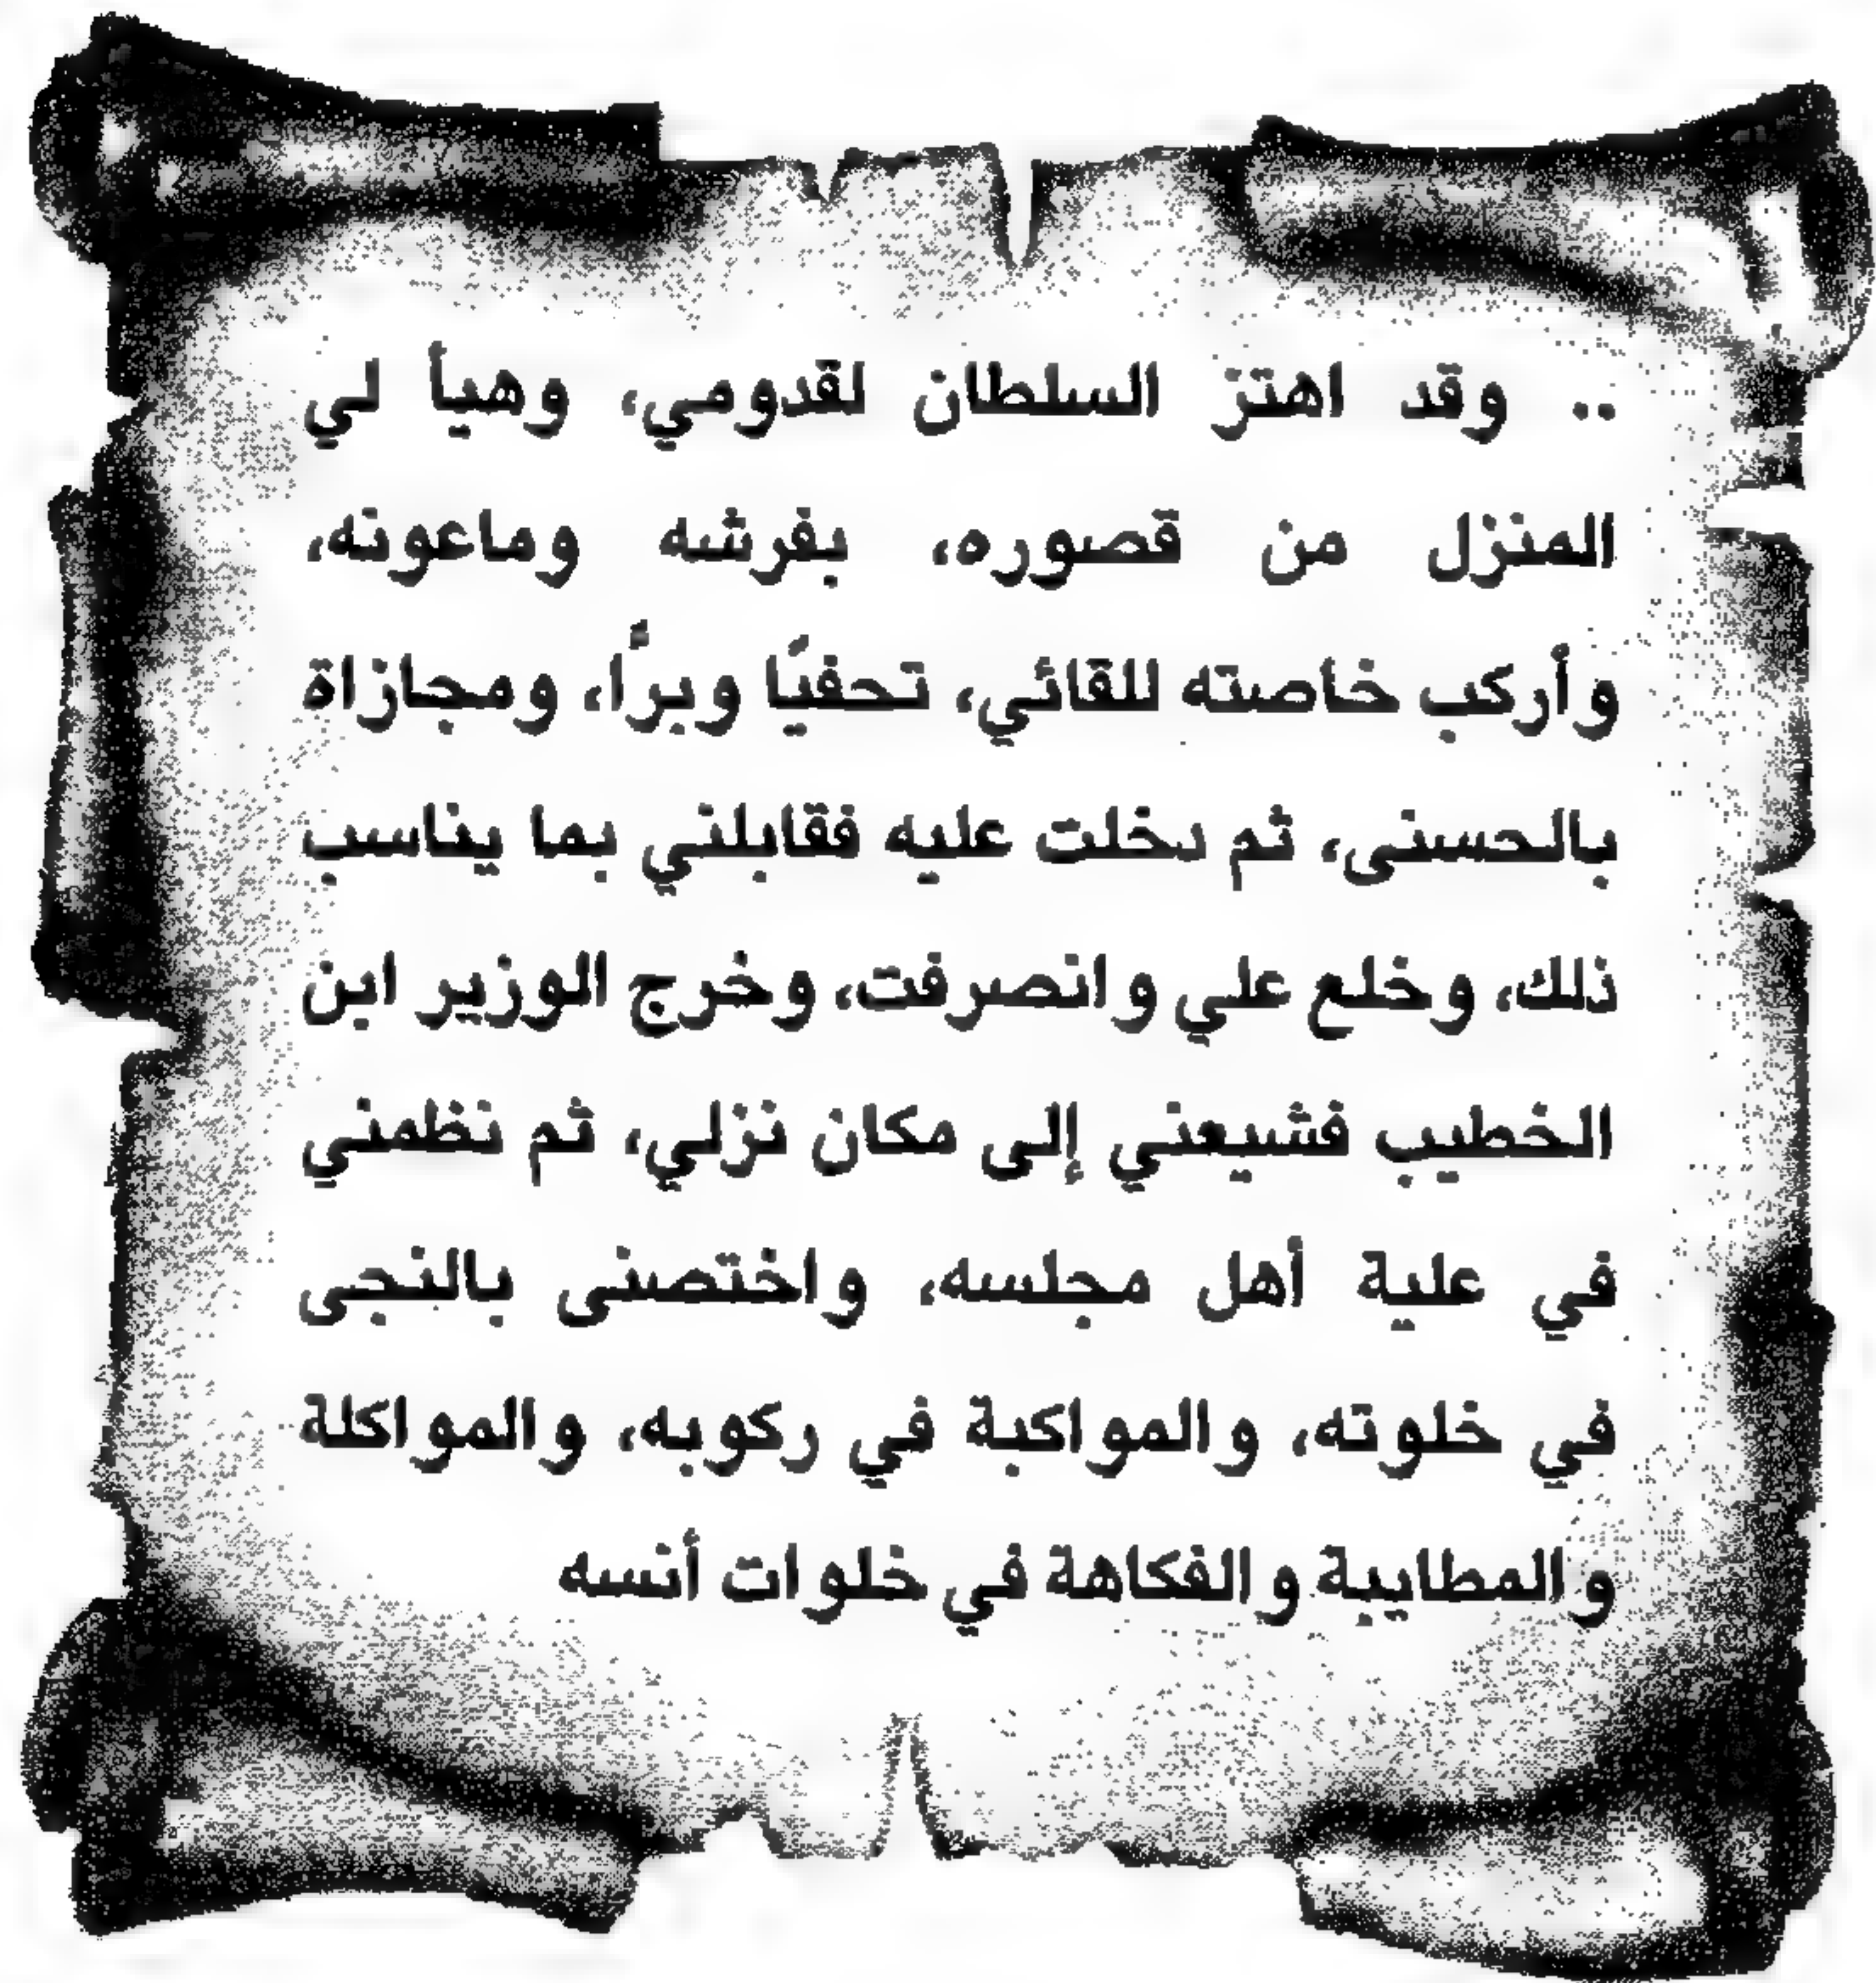 .. وقد اهتز السلطان لقدومي، وهيأ لي
المنزل من قصوره، بفرشه وماعونه،
وأركب خاصته للقائي، تحفيًا وبرًا، ومجازاة
بالحسنى، ثم دخلت عليه فقابلني بما يناسب
ذلك، وخلع علي وانصرفت، وخرج الوزير ابن
الخطيب فشيعني إلى مكان نزلي، ثم نظمني
في علية أهل مجلسه، واختصنى بالنجى
في خلوته، والمواكبة في ركوبه، والمواكلة
والمطايبة والفكاهة في خلوات أنسه